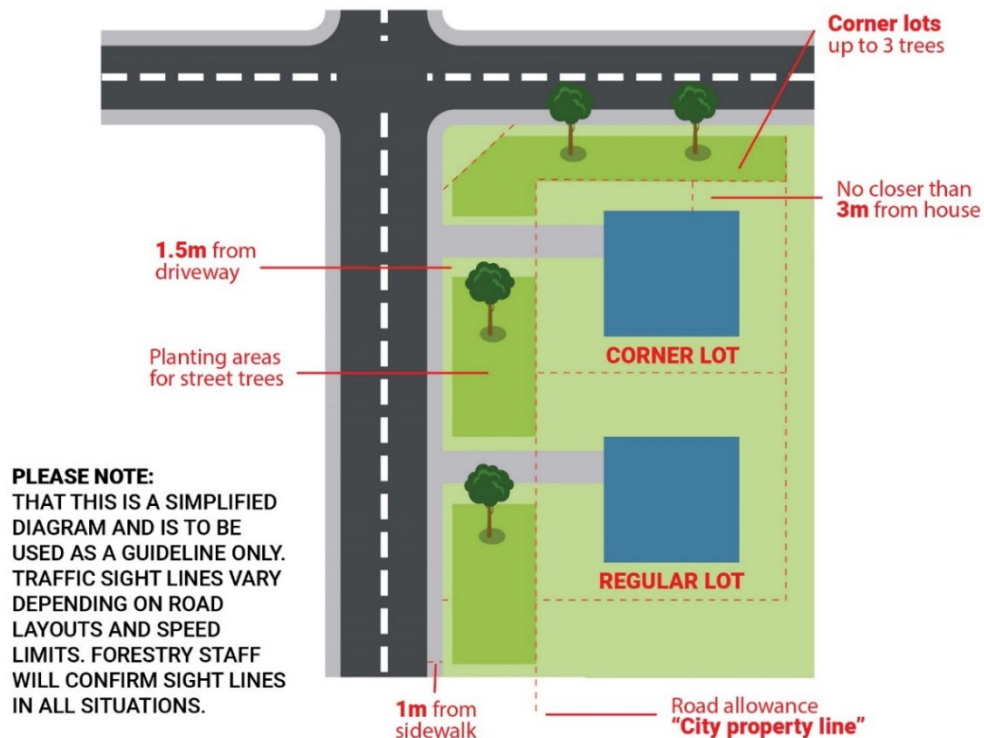 Corner lots
up to 3 trees
No closer than
3m from house
1.5m from
driveway
CORNER LOT
Planting areas
for street trees
PLEASE NOTE:
THAT THIS IS A SIMPLIFIED
DIAGRAM AND IS TO BE
USED AS A GUIDELINE ONLY.
TRAFFIC SIGHT LINES VARY
DEPENDING ON ROAD
LAYOUTS AND SPEED
LIMITS. FORESTRY STAFF
WILL CONFIRM SIGHT LINES
IN ALL SITUATIONS.
REGULAR LOT
1m from
sidewalk
Road allowance
“City property line”